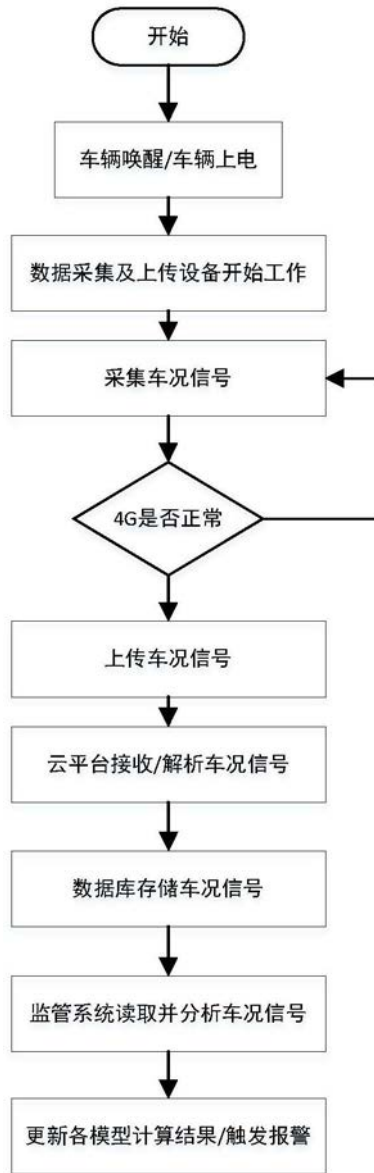 开始
车辆唤醒/车辆上电
数据采集及上传设备开始工作
采集车况信号
4G是否正常
上传车况信号
云平台接收/解析车况信号
数据库存储车况信号
监管系统读取并分析车况信号
更新各模型计算结果/触发报警